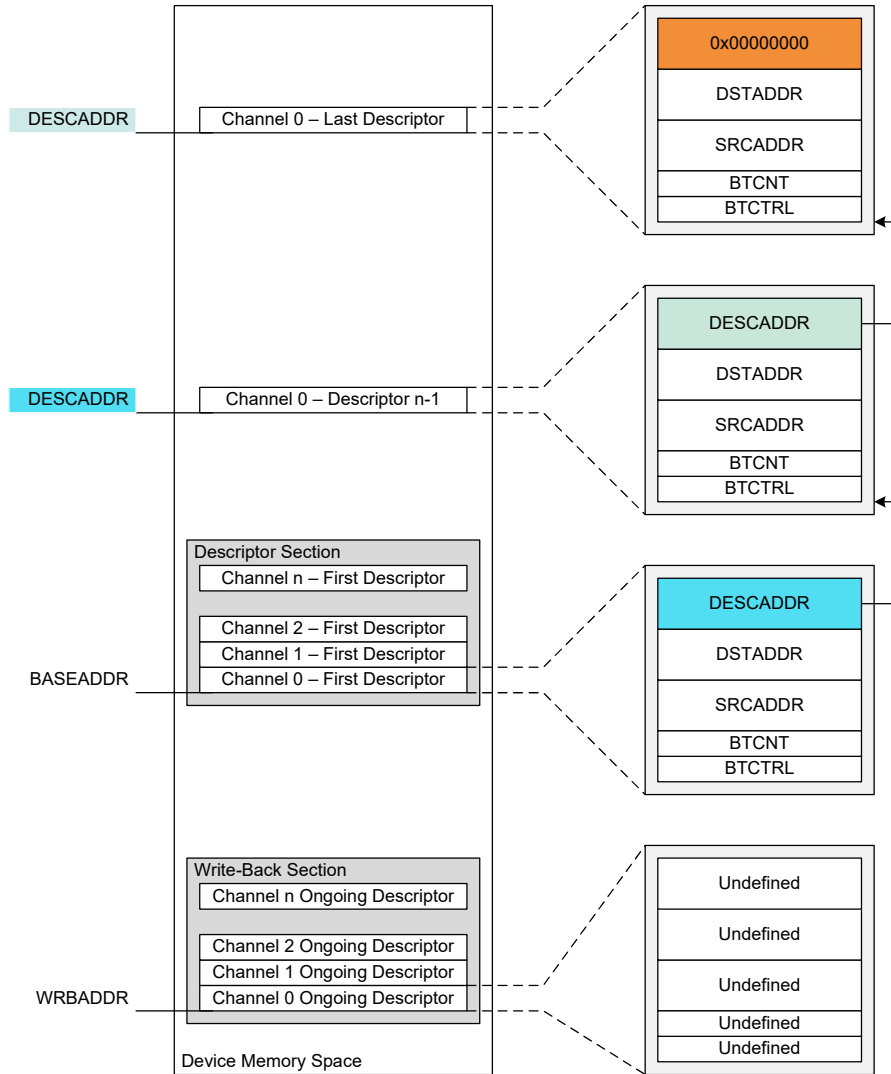 0x00000000
DESCADDR
Channel 0 – Last Descriptor
DSTADDR
SRCADDR
BTCNT
BTCTRL
DESCADDR
DESCADDR
Channel 0 – Descriptor n-1
DSTADDR
SRCADDR
BTCNT
BTCTRL
Descriptor Section
Channel n – First Descriptor
Channel 2 – First Descriptor
Channel 1 – First Descriptor
Channel 0 – First Descriptor
BASEADDR
DESCADDR
DSTADDR
SRCADDR
BTCNT
BTCTRL
Write-Back Section
Channel n Ongoing Descriptor
Channel 2 Ongoing Descriptor
Channel 1 Ongoing Descriptor
Channel 0 Ongoing Descriptor
WRBADDR
Undefined
Undefined
Undefined
Undefined
Undefined
Device Memory Space